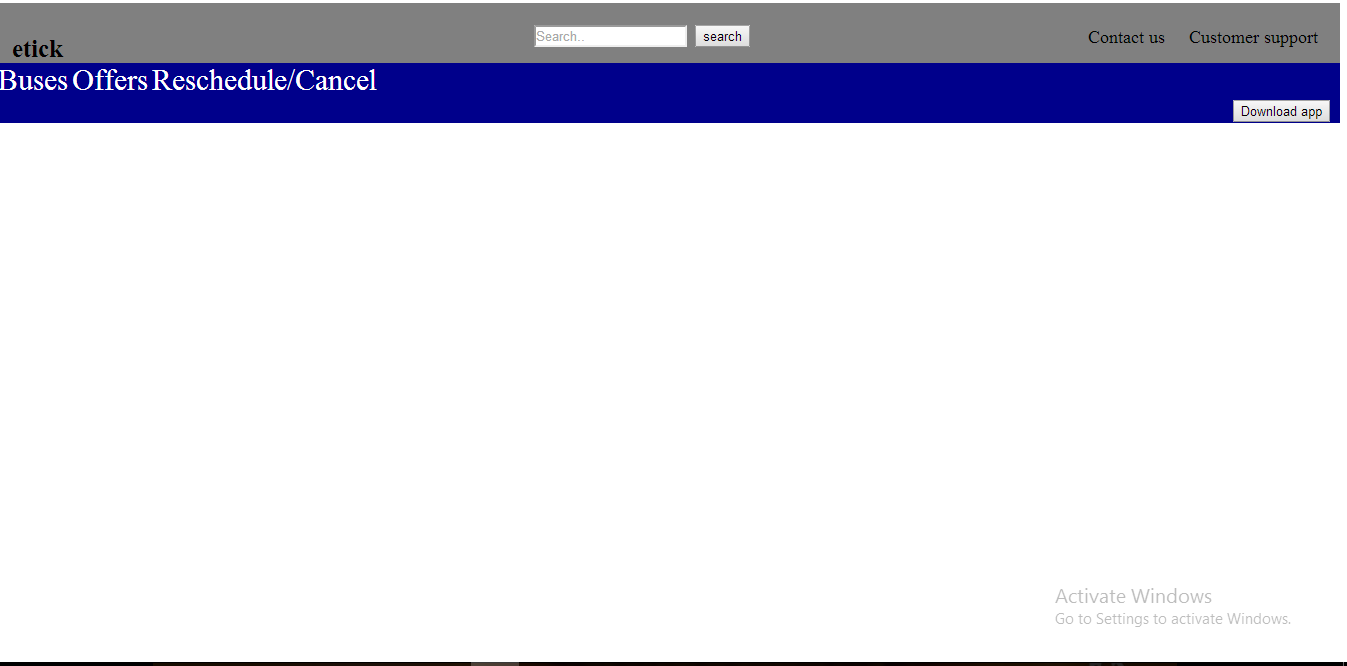 etick
Search..
search
Contact us
Customer support
Buses Offers Reschedule/Cancel
Download app
Activate Windows
Go to Settings to activate Windows.